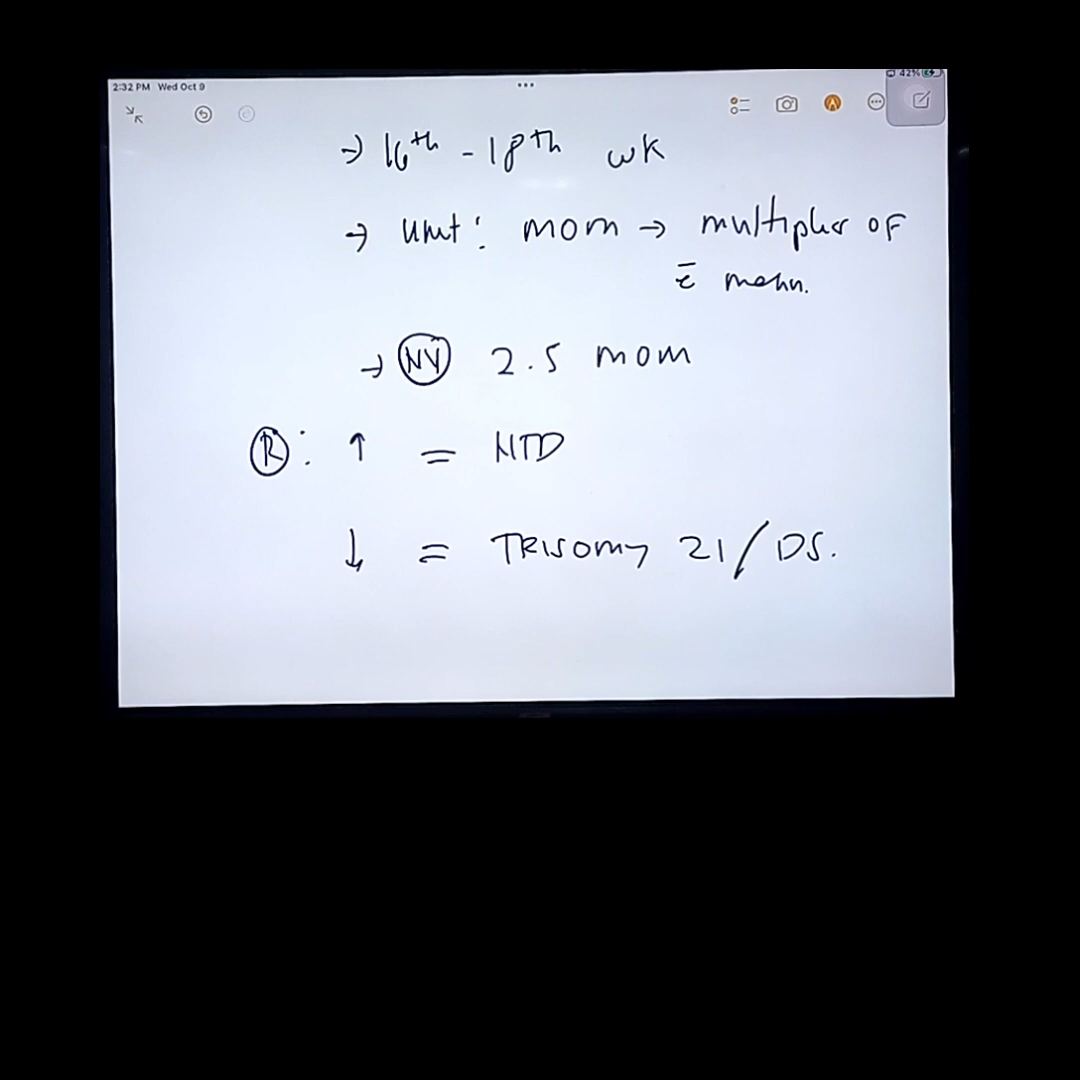 2:32 PM Wed Oct 9
42%
→ 16th - 18th wk
→ unit: mom → multiples of
c̄ mean.
→ NV 2.5 mom
R: ↑ = NTD
↓ = TRISOMY 21/DS.